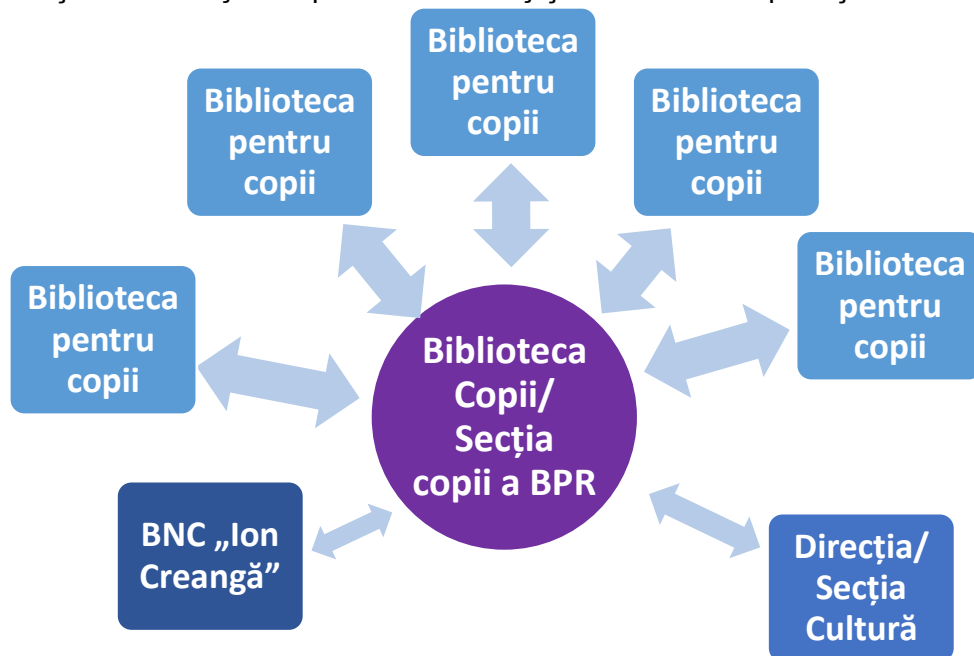 Biblioteca
pentru
copii
Biblioteca
pentru
copii
Biblioteca
pentru
copii
Biblioteca
pentru
copii
Biblioteca
pentru
copii
Biblioteca
Copii/
Secția
copii a BPR
BNC „Ion
Creangă”
Direcția/
Secția
Cultură